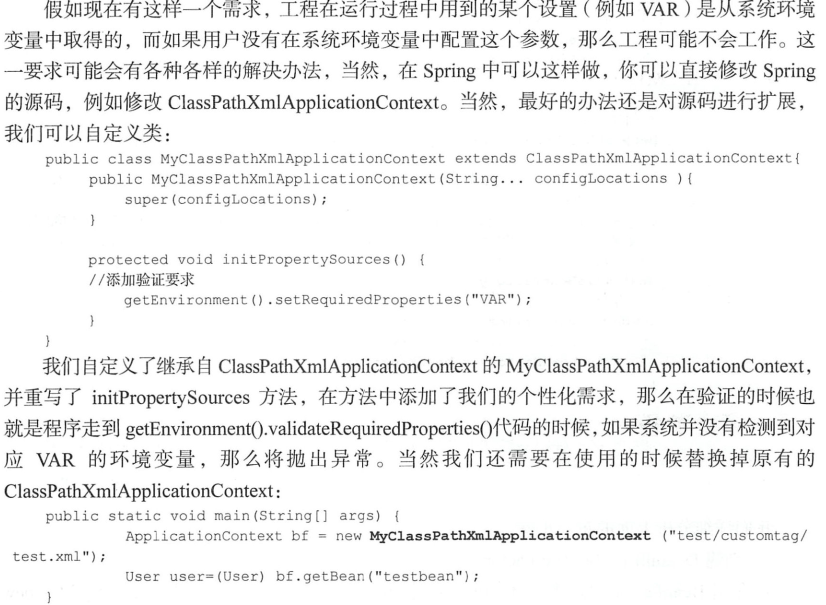 假如现在有这样一个需求，工程在运行过程中用到的某个设置（例如 VAR）是从系统环境
变量中取得的，而如果用户没有在系统环境变量中配置这个参数，那么工程可能不会工作。这
一要求可能会有各种各样的解决办法，当然，在 Spring 中可以这样做，你可以直接修改 Spring
的源码，例如修改 ClassPathXmlApplicationContext。当然，最好的办法还是对源码进行扩展，
我们可以自定义类：
public class MyClassPathXmlApplicationContext extends ClassPathXmlApplicationContext{
public MyClassPathXmlApplicationContext(String... configLocations ){
super(configLocations);
}
protected void initPropertySources() {
//添加验证要求
getEnvironment().setRequiredProperties("VAR");
}
}
我们自定义了继承自 ClassPathXmlApplicationContext 的 MyClassPathXmlApplicationContext，
并重写了 initPropertySources 方法，在方法中添加了我们的个性化需求，那么在验证的时候也
就是程序走到 getEnvironment().validateRequiredProperties()代码的时候，如果系统并没有检测到对
应 VAR 的环境变量，那么将抛出异常。当然我们还需要在使用的时候替换掉原有的
ClassPathXmlApplicationContext：
public static void main(String[] args) {
ApplicationContext bf = new MyClassPathXmlApplicationContext ("test/customtag/
test.xml");
User user=(User) bf.getBean("testbean");
}